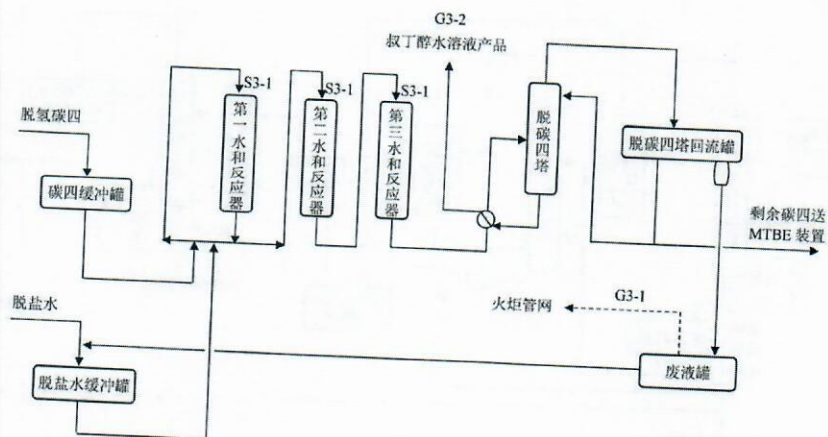 G3-2
叔丁醇水溶液产品
S3-1
S3-1
S3-1
脱氢碳四
第一水和反应器
第二水和反应器
第三水和反应器
脱碳四塔
脱碳四塔回流罐
碳四缓冲罐
剩余碳四送
MTBE 装置
脱盐水
火炬管网
G3-1
脱盐水缓冲罐
废液罐